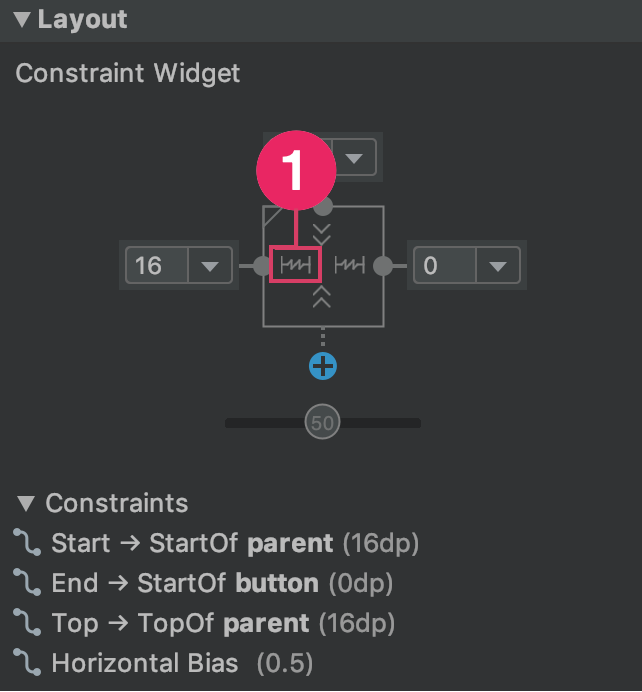 Layout
Constraint Widget
1
16
0
50
Constraints
Start → StartOf parent (16dp)
End → StartOf button (0dp)
Top → TopOf parent (16dp)
Horizontal Bias (0.5)